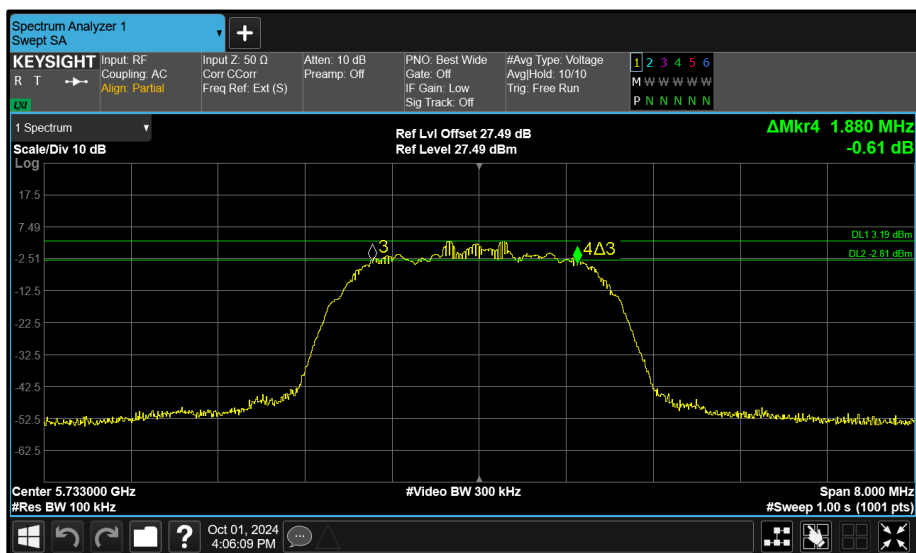 Spectrum Analyzer 1
Swept SA
+
KEYSIGHT
R T
LXI
Input: RF
Coupling: AC
Align: Partial
Input Z: 50 Ω
Corr CCorr
Freq Ref: Ext (S)
Atten: 10 dB
Preamp: Off
PNO: Best Wide
Gate: Off
IF Gain: Low
Sig Track: Off
#Avg Type: Voltage
Avg|Hold: 10/10
Trig: Free Run
1 2 3 4 5 6
M W W W W W
P N N N N N
1 Spectrum
Scale/Div 10 dB
Ref Lvl Offset 27.49 dB
Ref Level 27.49 dBm
ΔMkr4 1.880 MHz
-0.61 dB
Log
17.5
7.49
-2.51
-12.5
-22.5
-32.5
-42.5
-52.5
-62.5
3
4Δ3
DL1 3.19 dBm
DL2 -2.81 dBm
Center 5.733000 GHz
#Res BW 100 kHz
#Video BW 300 kHz
Span 8.000 MHz
#Sweep 1.00 s (1001 pts)
?
Oct 01, 2024
4:06:09 PM